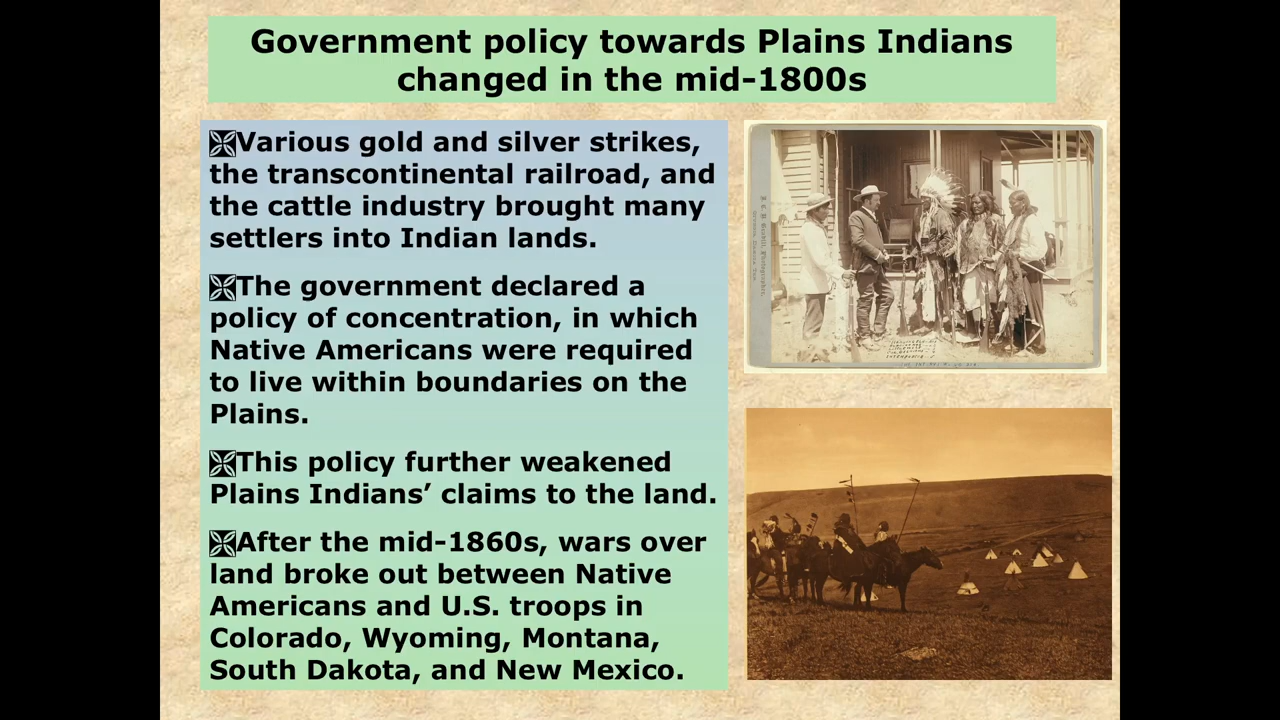 Government policy towards Plains Indians
changed in the mid-1800s
Various gold and silver strikes,
the transcontinental railroad, and
the cattle industry brought many
settlers into Indian lands.
The government declared a
policy of concentration, in which
Native Americans were required
to live within boundaries on the
Plains.
This policy further weakened
Plains Indians’ claims to the land.
After the mid-1860s, wars over
land broke out between Native
Americans and U.S. troops in
Colorado, Wyoming, Montana,
South Dakota, and New Mexico.